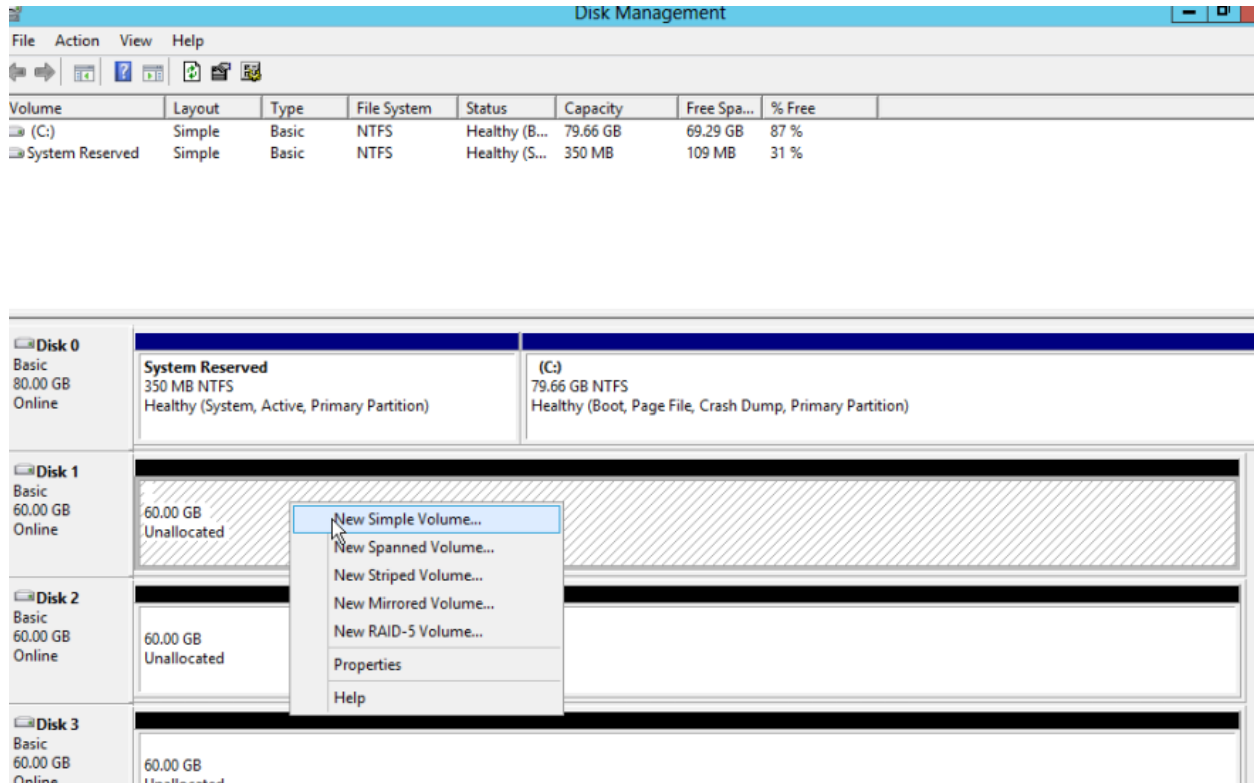 Disk Management
File Action View Help
Volume Layout Type File System Status Capacity Free Spa... % Free
(C:) Simple Basic NTFS Healthy (B... 79.66 GB 69.29 GB 87 %
System Reserved Simple Basic NTFS Healthy (S... 350 MB 109 MB 31 %
Disk 0
Basic
80.00 GB
Online
System Reserved
350 MB NTFS
Healthy (System, Active, Primary Partition)
(C:)
79.66 GB NTFS
Healthy (Boot, Page File, Crash Dump, Primary Partition)
Disk 1
Basic
60.00 GB
Online
60.00 GB
Unallocated
New Simple Volume...
New Spanned Volume...
New Striped Volume...
New Mirrored Volume...
New RAID-5 Volume...
Properties
Help
Disk 2
Basic
60.00 GB
Online
60.00 GB
Unallocated
Disk 3
Basic
60.00 GB
Online
60.00 GB
Unallocated